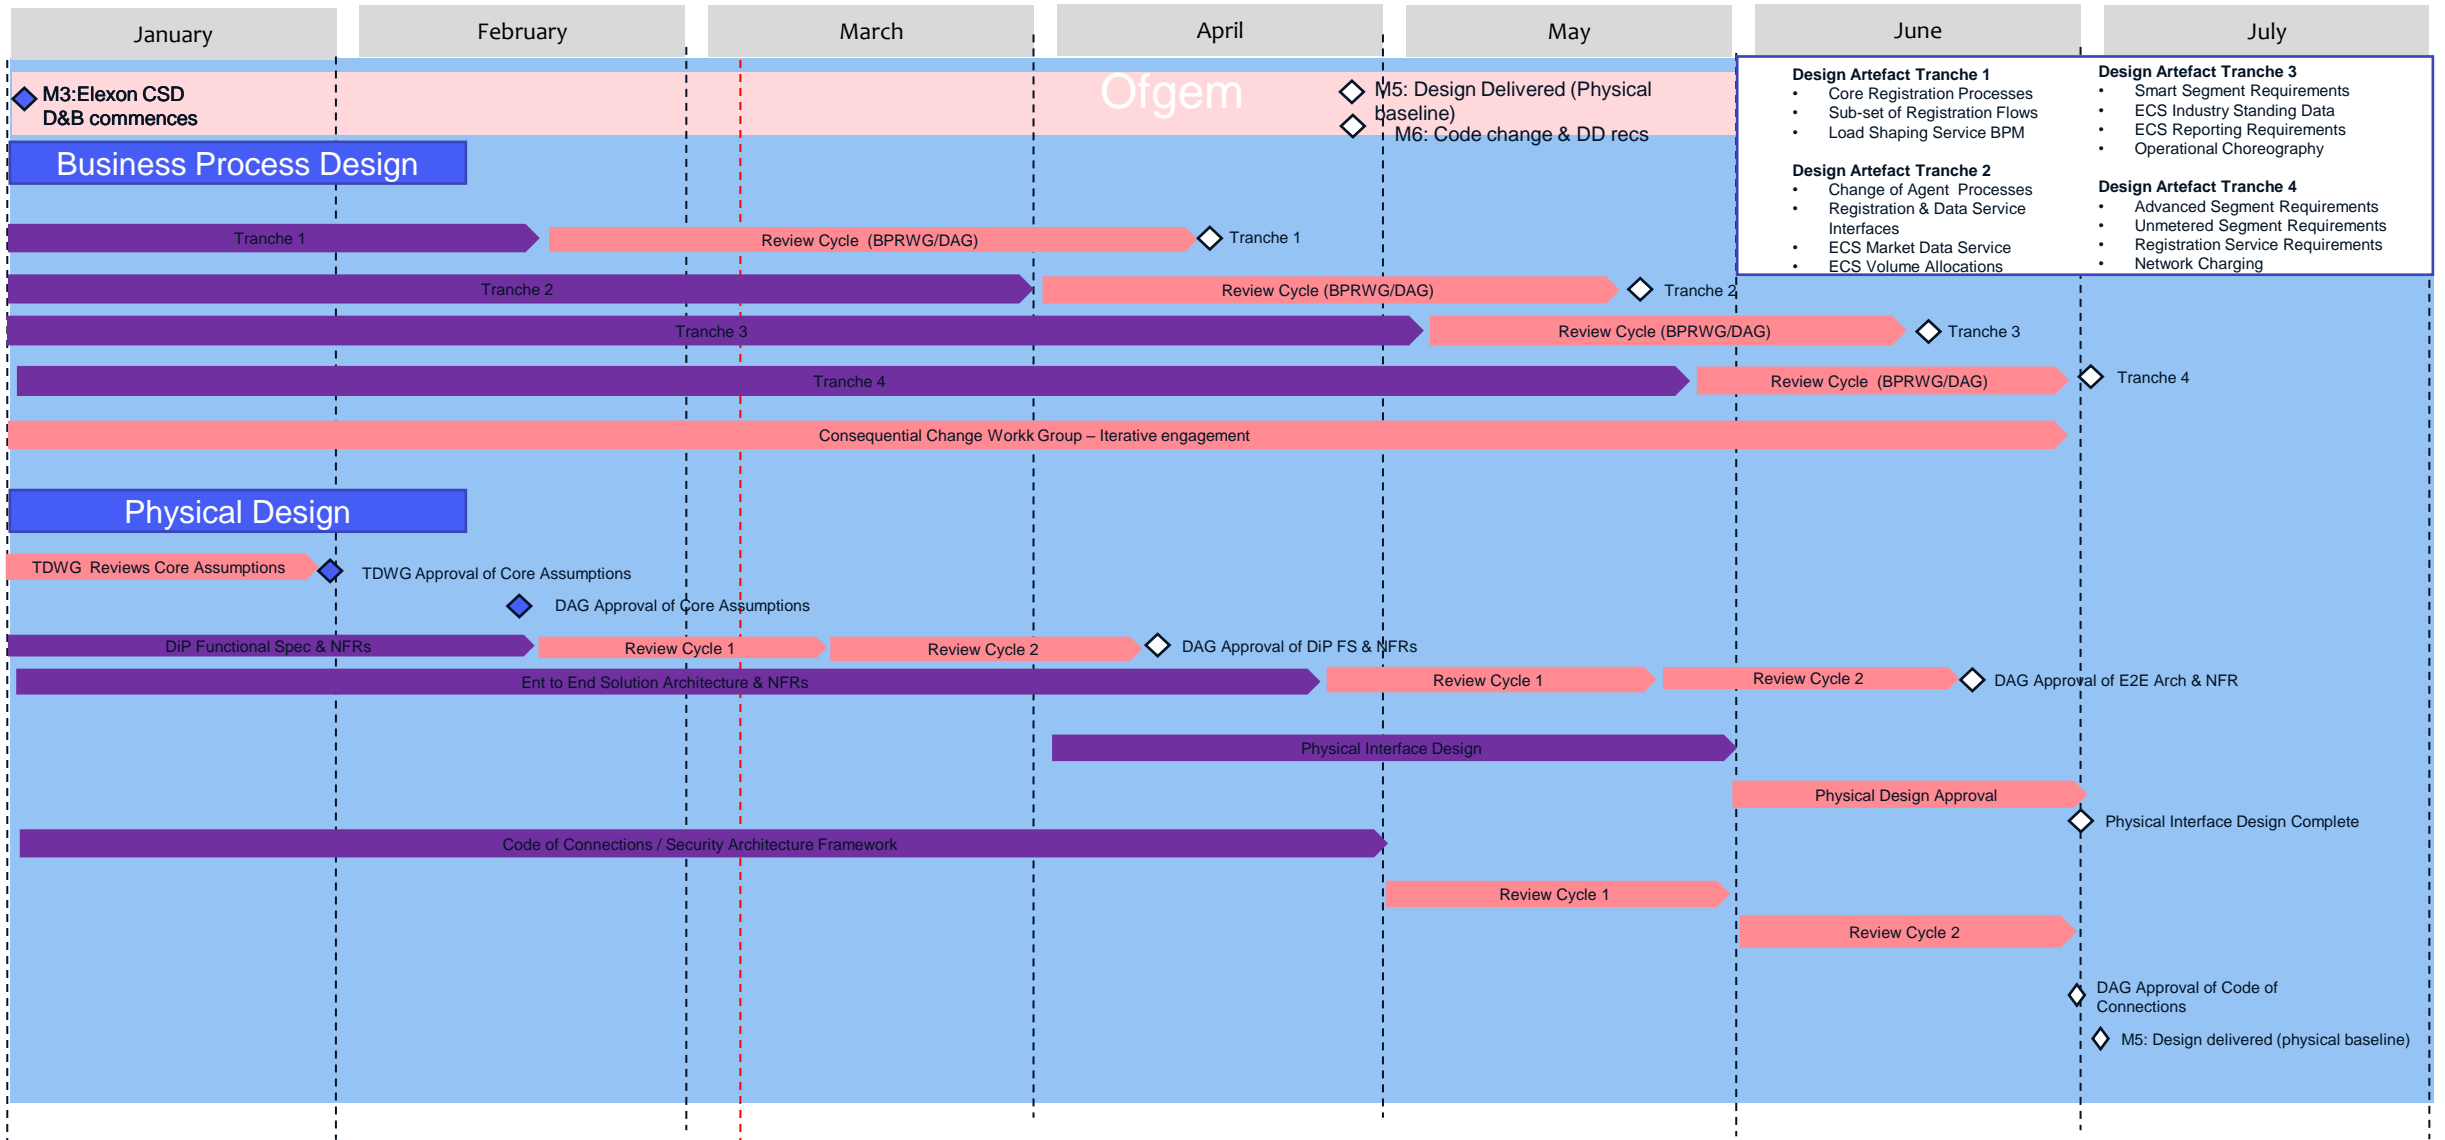 January
February
March
April
May
June
July
Ofgem
M3:Elexon CSD
D&B commences
M5: Design Delivered (Physical
baseline)
M6: Code change & DD recs
Design Artefact Tranche 1
• Core Registration Processes
• Sub-set of Registration Flows
• Load Shaping Service BPM
Design Artefact Tranche 2
• Change of Agent Processes
• Registration & Data Service
Interfaces
• ECS Market Data Service
• ECS Volume Allocations
Design Artefact Tranche 3
• Smart Segment Requirements
• ECS Industry Standing Data
• ECS Reporting Requirements
• Operational Choreography
Design Artefact Tranche 4
• Advanced Segment Requirements
• Unmetered Segment Requirements
• Registration Service Requirements
• Network Charging
Business Process Design
Tranche 1
Review Cycle (BPRWG/DAG)
Tranche 1
Tranche 2
Review Cycle (BPRWG/DAG)
Tranche 2
Tranche 3
Review Cycle (BPRWG/DAG)
Tranche 3
Tranche 4
Review Cycle (BPRWG/DAG)
Tranche 4
Consequential Change Workk Group – Iterative engagement
Physical Design
TDWG Reviews Core Assumptions
TDWG Approval of Core Assumptions
DAG Approval of Core Assumptions
DiP Functional Spec & NFRs
Review Cycle 1
Review Cycle 2
DAG Approval of DiP FS & NFRs
Ent to End Solution Architecture & NFRs
Review Cycle 1
Review Cycle 2
DAG Approval of E2E Arch & NFR
Physical Interface Design
Physical Design Approval
Physical Interface Design Complete
Code of Connections / Security Architecture Framework
Review Cycle 1
Review Cycle 2
DAG Approval of Code of
Connections
M5: Design delivered (physical baseline)